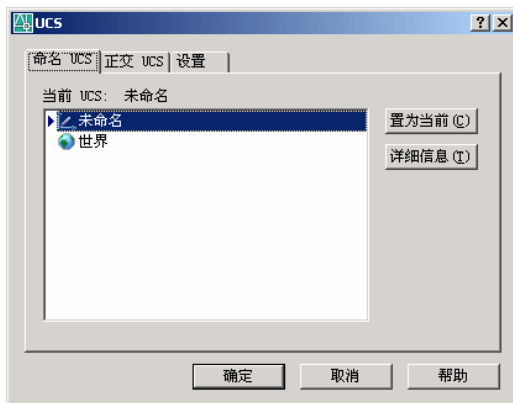 UCS
命名 UCS 正交 UCS 设置
当前 UCS: 未命名
未命名
世界
置为当前(C)
详细信息(T)
确定 取消 帮助